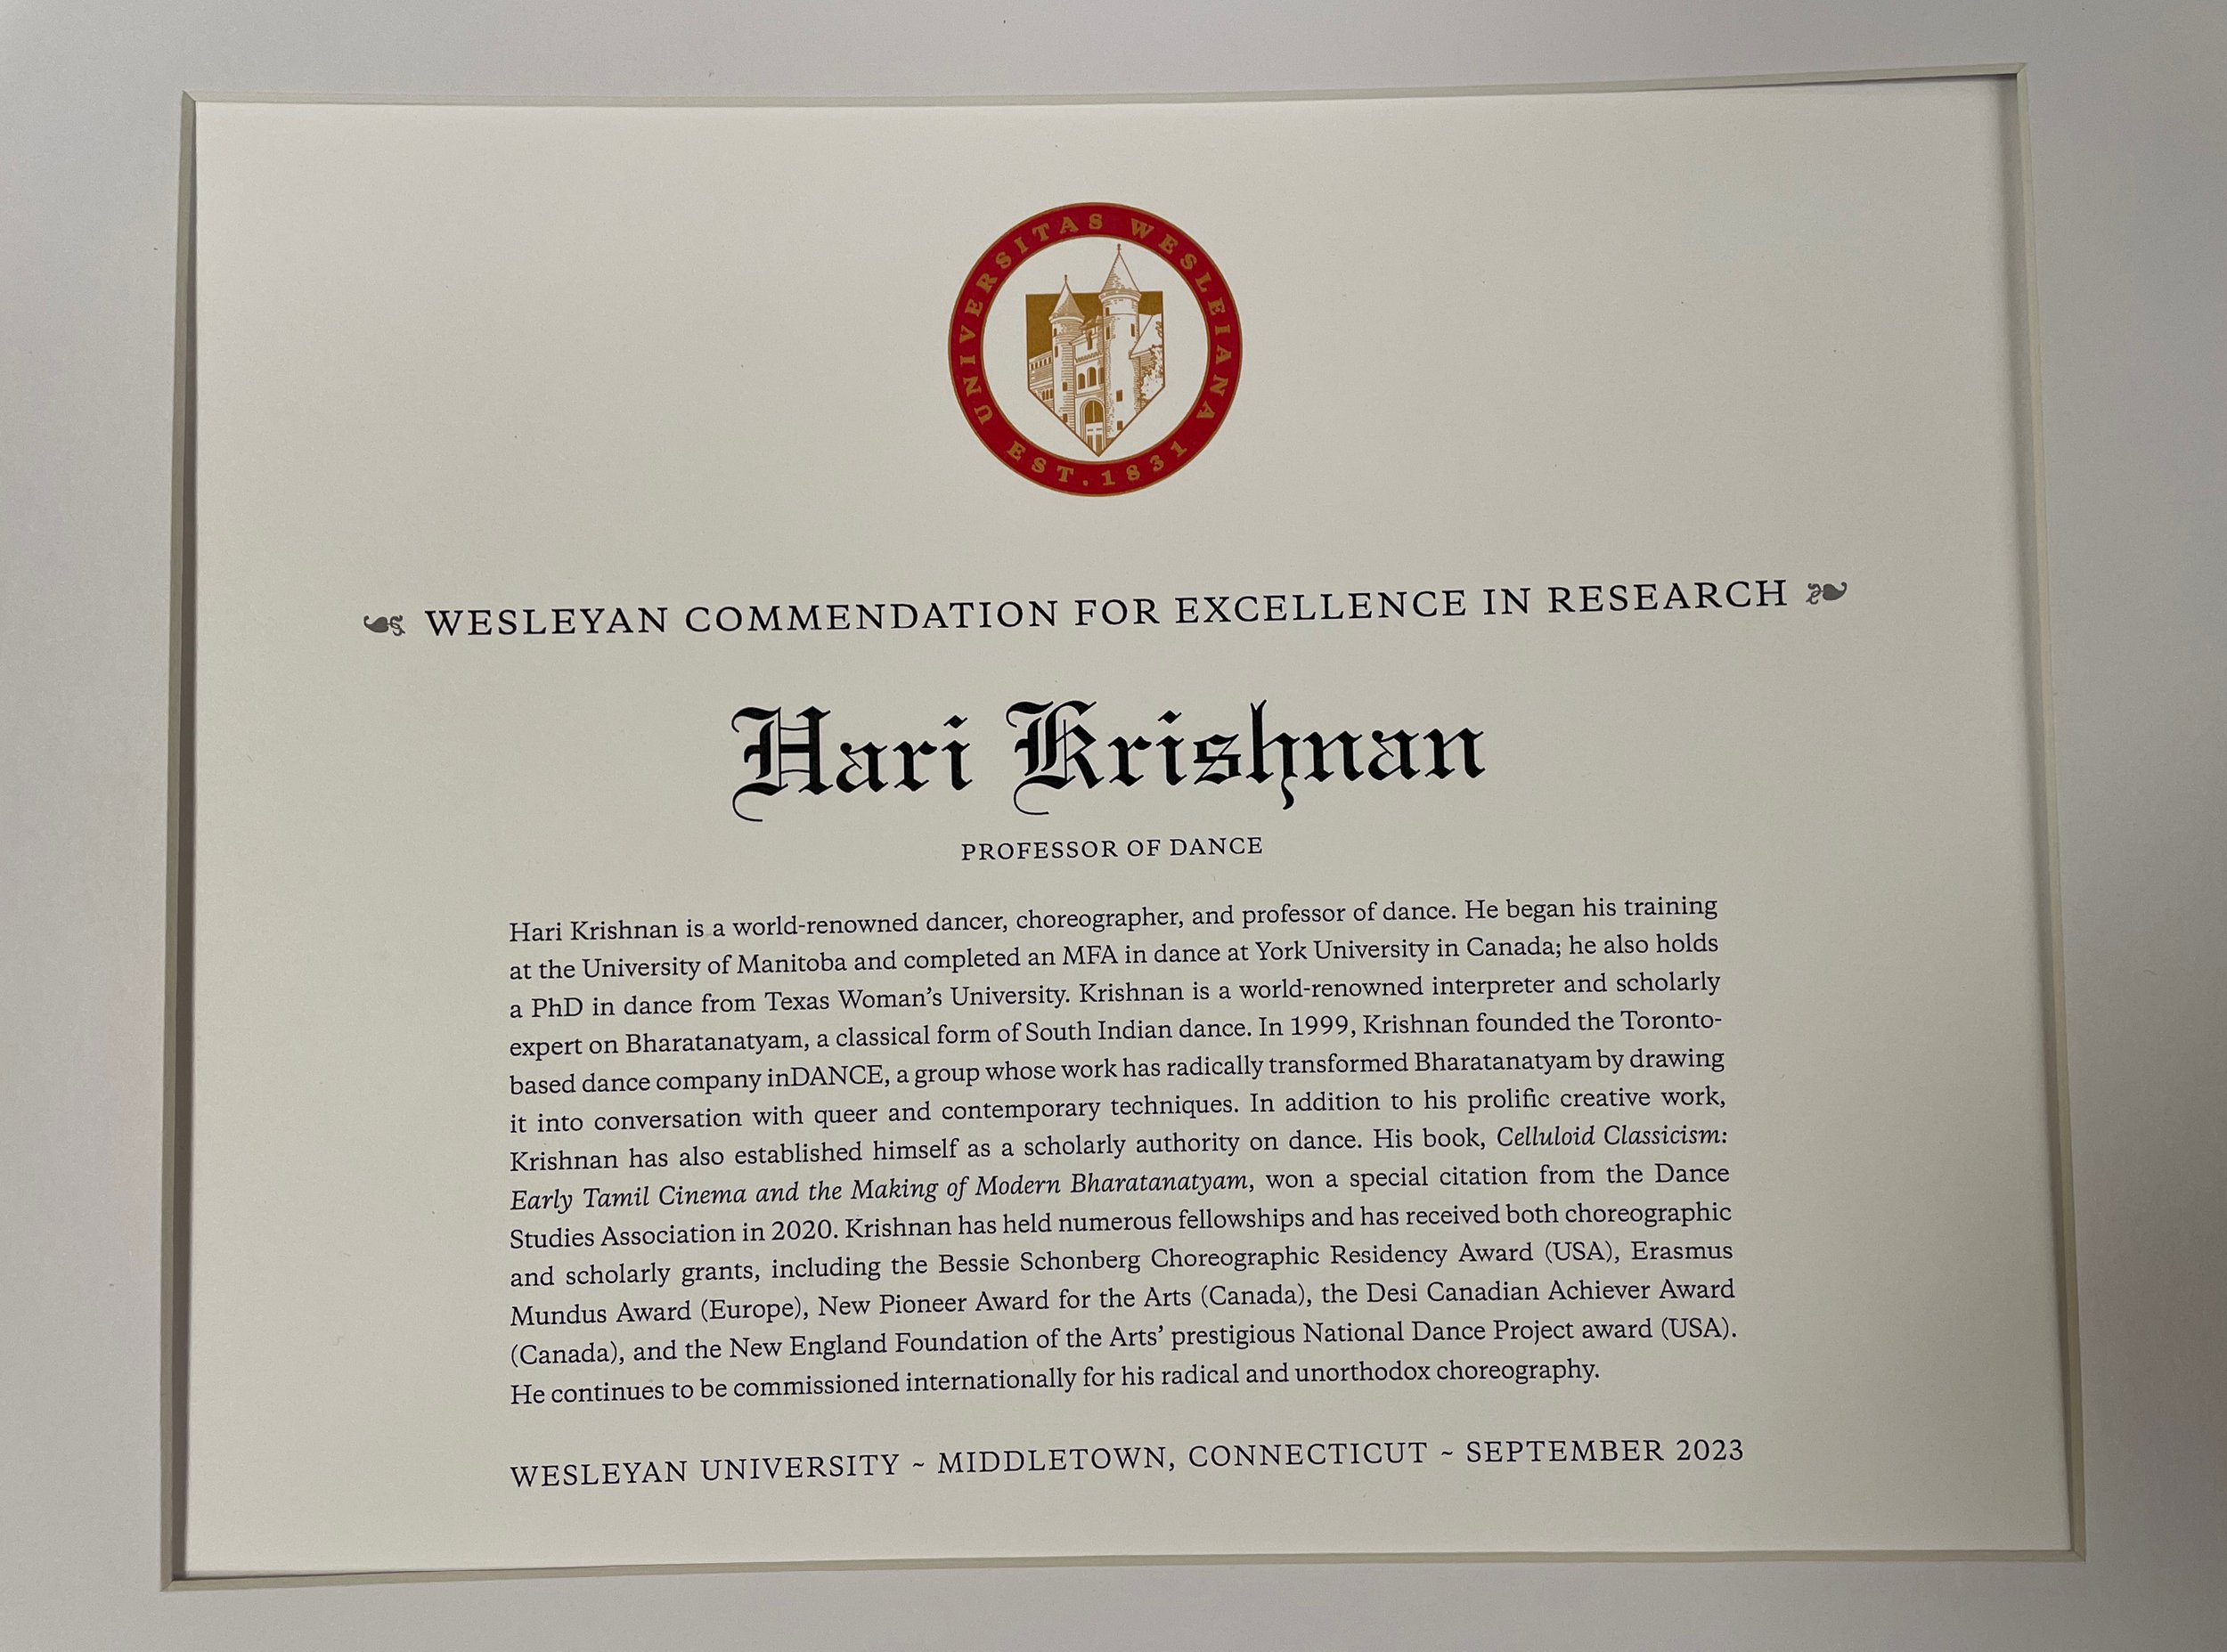 UNIVERSITAS WESLEIANA
EST. 1831
WESLEYAN COMMENDATION FOR EXCELLENCE IN RESEARCH
Hari Krishnan
PROFESSOR OF DANCE
Hari Krishnan is a world-renowned dancer, choreographer, and professor of dance. He began his training
at the University of Manitoba and completed an MFA in dance at York University in Canada; he also holds
a PhD in dance from Texas Woman’s University. Krishnan is a world-renowned interpreter and scholarly
expert on Bharatanatyam, a classical form of South Indian dance. In 1999, Krishnan founded the Toronto-
based dance company inDANCE, a group whose work has radically transformed Bharatanatyam by drawing
it into conversation with queer and contemporary techniques. In addition to his prolific creative work,
Krishnan has also established himself as a scholarly authority on dance. His book, Celluloid Classicism:
Early Tamil Cinema and the Making of Modern Bharatanatyam, won a special citation from the Dance
Studies Association in 2020. Krishnan has held numerous fellowships and has received both choreographic
and scholarly grants, including the Bessie Schonberg Choreographic Residency Award (USA), Erasmus
Mundus Award (Europe), New Pioneer Award for the Arts (Canada), the Desi Canadian Achiever Award
(Canada), and the New England Foundation of the Arts’ prestigious National Dance Project award (USA).
He continues to be commissioned internationally for his radical and unorthodox choreography.
WESLEYAN UNIVERSITY ~ MIDDLETOWN, CONNECTICUT ~ SEPTEMBER 2023